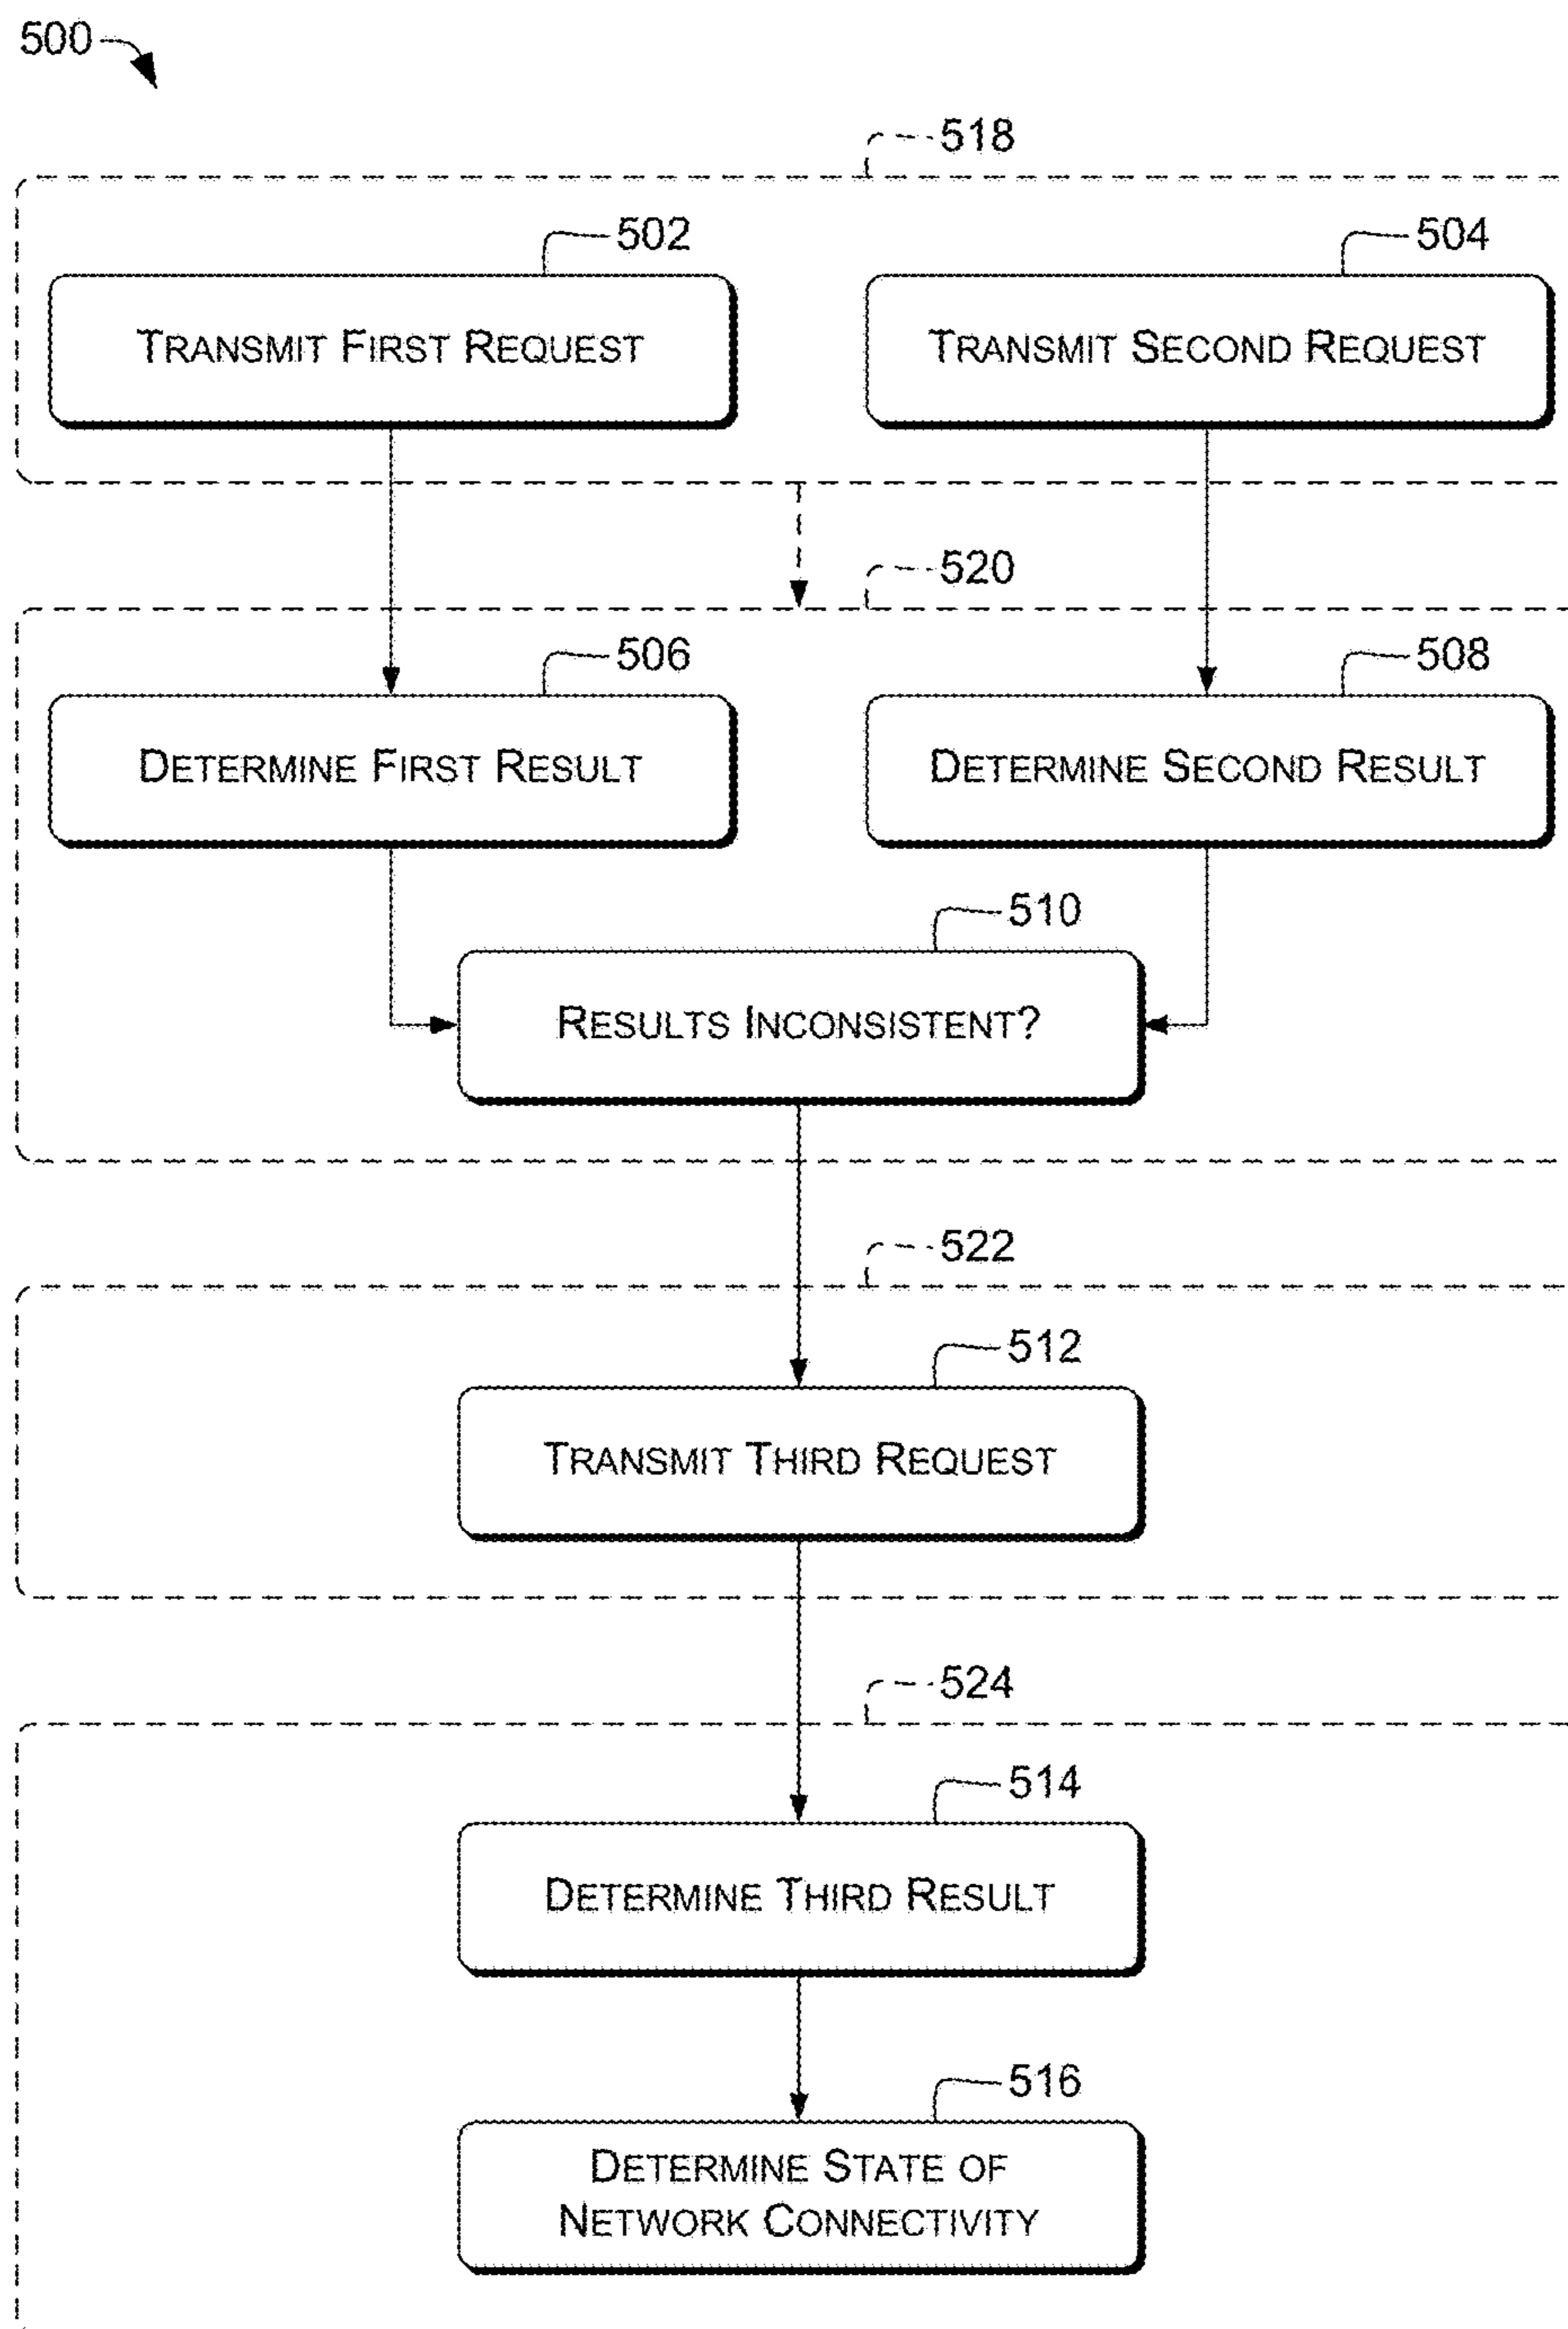 500
518
502
504
TRANSMIT FIRST REQUEST
TRANSMIT SECOND REQUEST
520
506
508
DETERMINE FIRST RESULT
DETERMINE SECOND RESULT
510
RESULTS INCONSISTENT?
522
512
TRANSMIT THIRD REQUEST
524
514
DETERMINE THIRD RESULT
516
DETERMINE STATE OF
NETWORK CONNECTIVITY